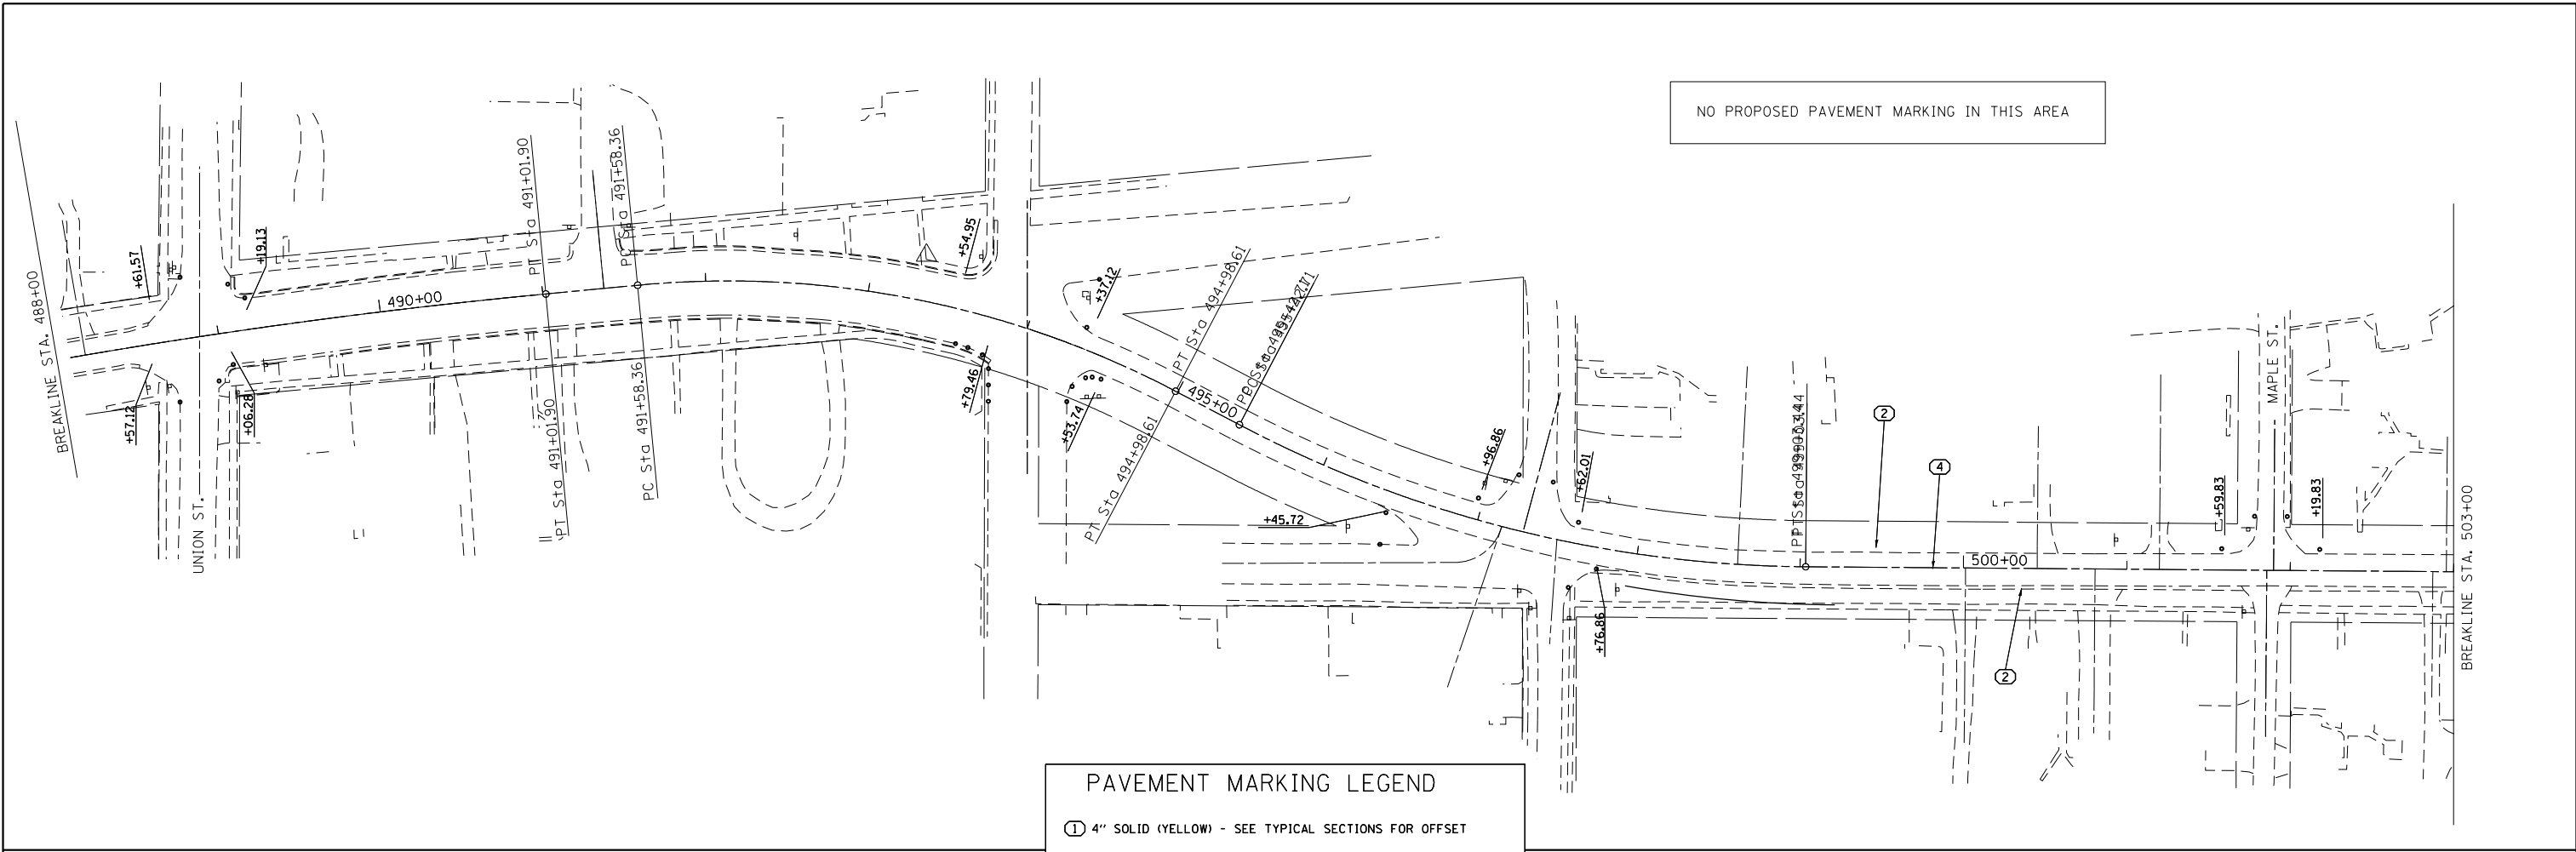 NO PROPOSED PAVEMENT MARKING IN THIS AREA
BREAKLINE STA. 488+00
+61.57
+57.12
UNION ST.
+19.13
+06.28
490+00
PT Sta 491+01.90
PT Sta 491+01.90
PC Sta 491+58.36
PC Sta 491+58.36
+54.95
+79.46
+37.12
+53.74
PT Sta 494+98.61
PT Sta 494+98.61
495+00
+45.72
+96.86
+62.01
+76.86
2
4
2
500+00
+59.83
MAPLE ST.
+19.83
BREAKLINE STA. 503+00
PAVEMENT MARKING LEGEND
1 4" SOLID (YELLOW) - SEE TYPICAL SECTIONS FOR OFFSET